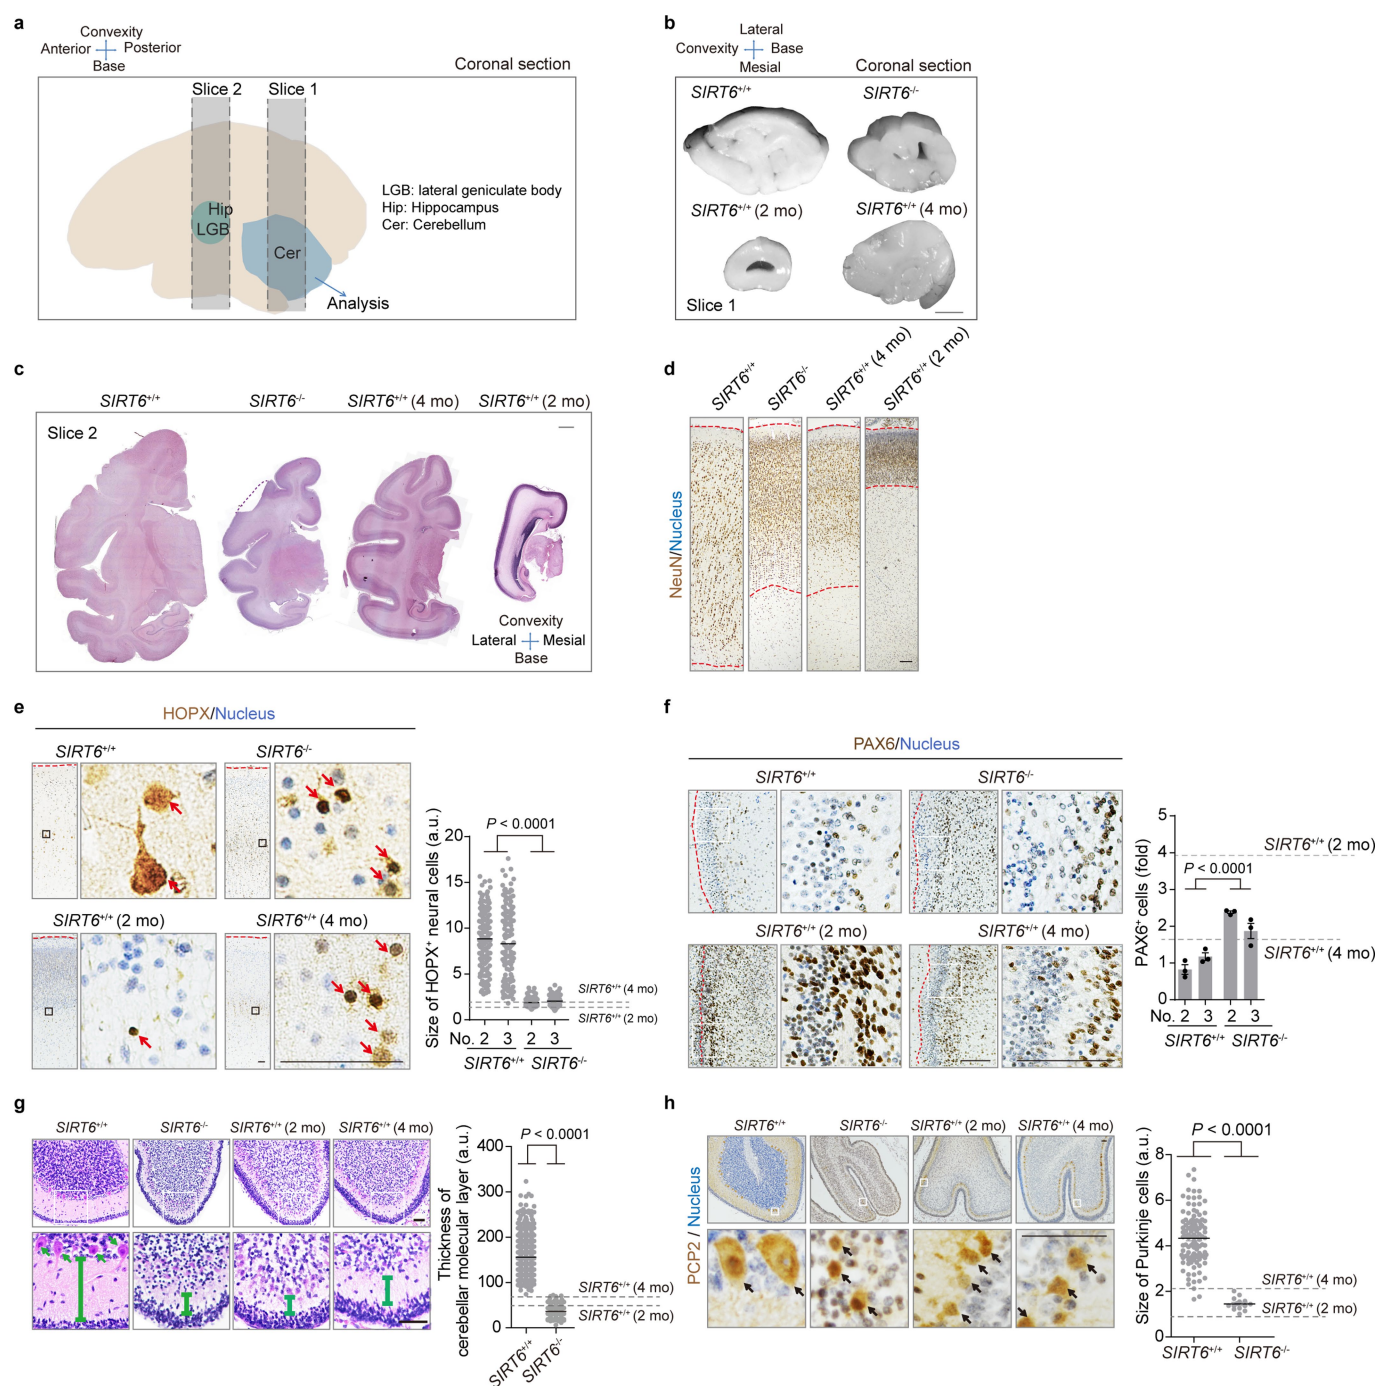 a
Convexity
Anterior Posterior
Base
Coronal section
Slice 2 Slice 1
LGB: lateral geniculate body
Hip: Hippocampus
Cer: Cerebellum
Hip
LGB
Cer
Analysis
b
Lateral
Convexity Base
Mesial
Coronal section
SIRT6+/+ SIRT6-/-
SIRT6+/+ (2 mo) SIRT6+/+ (4 mo)
Slice 1
c
SIRT6+/+ SIRT6-/- SIRT6+/+ (4 mo) SIRT6+/+ (2 mo)
Slice 2
Convexity
Lateral Mesial
Base
d
SIRT6+/+
SIRT6-/-
SIRT6+/+ (4 mo)
SIRT6+/+ (2 mo)
NeuN/Nucleus
e
HOPX/Nucleus
SIRT6+/+ SIRT6-/-
SIRT6+/+ (2 mo) SIRT6+/+ (4 mo)
Size of HOPX+ neural cells (a.u.)
P < 0.0001
20
15
10
5
0
SIRT6+/+ (4 mo)
SIRT6+/+ (2 mo)
No. 2 3 2 3
SIRT6+/+ SIRT6-/-
f
PAX6/Nucleus
SIRT6+/+ SIRT6-/-
SIRT6+/+ (2 mo) SIRT6+/+ (4 mo)
PAX6+ cells (fold)
5
4
3
2
1
0
SIRT6+/+ (2 mo)
P < 0.0001
SIRT6+/+ (4 mo)
No. 2 3 2 3
SIRT6+/+ SIRT6-/-
g
SIRT6+/+ SIRT6-/- SIRT6+/+ (2 mo) SIRT6+/+ (4 mo)
Thickness of
cerebellar molecular layer (a.u.)
P < 0.0001
400
300
200
100
0
SIRT6+/+ (4 mo)
SIRT6+/+ (2 mo)
SIRT6+/+
SIRT6-/-
h
SIRT6+/+ SIRT6-/- SIRT6+/+ (2 mo) SIRT6+/+ (4 mo)
PCP2 / Nucleus
Size of Purkinje cells (a.u.)
P < 0.0001
8
6
4
2
0
SIRT6+/+ (4 mo)
SIRT6+/+ (2 mo)
SIRT6+/+ SIRT6-/-